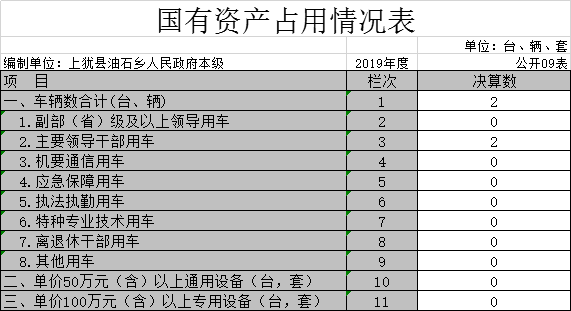 国有资产占用情况表
单位：台、辆、套
编制单位：上犹县油石乡人民政府本级 2019年度 公开09表
项 目 栏次 决算数
一、车辆数合计(台、辆) 1 2
1.副部（省）级及以上领导用车 2 0
2.主要领导干部用车 3 2
3.机要通信用车 4 0
4.应急保障用车 5 0
5.执法执勤用车 6 0
6.特种专业技术用车 7 0
7.离退休干部用车 8 0
8.其他用车 9 0
二、单价50万元（含）以上通用设备（台，套） 10 0
三、单价100万元（含）以上专用设备（台，套） 11 0